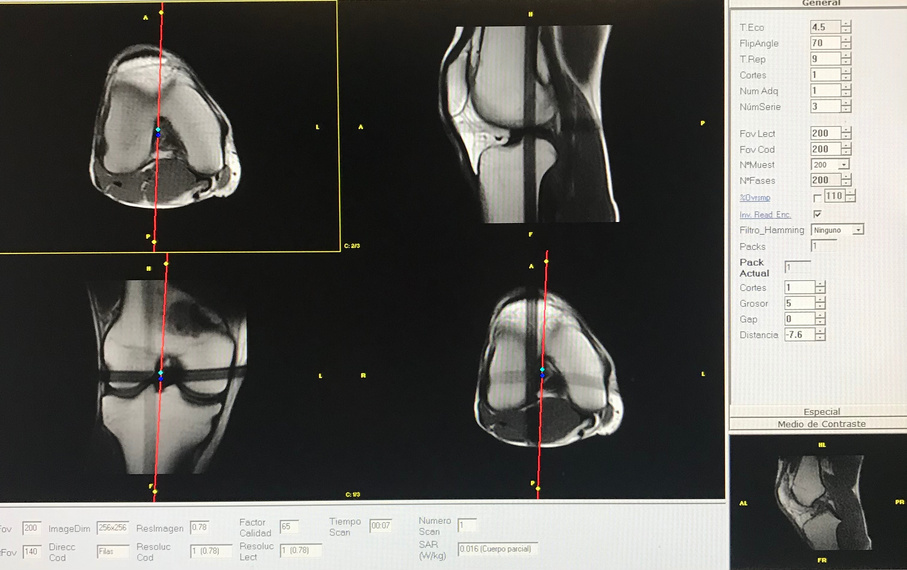 General
T.Eco 4.5
FlipAngle 70
T.Rep 9
Cortes 1
Num Adq 1
NúmSerie 3
Fov Lect 200
Fov Cod 200
NºMuest 200
NºFases 200
%Ovrsmp 110
Inv. Read Enc.
Filtro_Hamming Ninguno
Packs 1
Pack Actual 1
Cortes 1
Grosor 5
Gap 0
Distancia -7.6
Especial
Medio de Contraste
A
L
P
C: 2/3
H
A
P
F
H
L
F
C: 1/3
A
R
L
P
AL
PR
FR
Fov 200 ImageDim 256x256 ResImagen 0.78 Factor Calidad 65 Tiempo Scan 00:07 Numero Scan 1
Fov 140 Direcc Cod Filas Resoluc Cod 1 (0.78) Resoluc Lect 1 (0.78) SAR (W/kg) 0.016 (Cuerpo parcial)